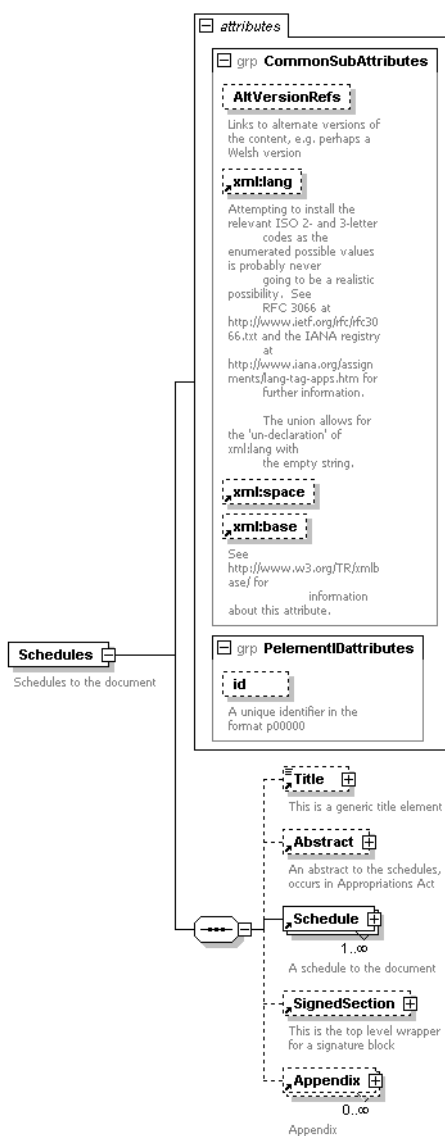 attributes
grp CommonSubAttributes
AltVersionRefs
Links to alternate versions of
the content, e.g. perhaps a
Welsh version
xml:lang
Attempting to install the
relevant ISO 2- and 3-letter
codes as the
enumerated possible values
is probably never
going to be a realistic
possibility. See
RFC 3066 at
http://www.ietf.org/rfc/rfc30
66.txt and the IANA registry
at
http://www.iana.org/assign
ments/lang-tag-apps.htm for
further information.
The union allows for
the 'un-declaration' of
xml:lang with
the empty string.
xml:space
xml:base
See
http://www.w3.org/TR/xmlb
ase/ for
information
about this attribute.
grp PelementIDattributes
id
A unique identifier in the
format p00000
Schedules
Schedules to the document
Title
This is a generic title element
Abstract
An abstract to the schedules,
occurs in Appropriations Act
Schedule
1..∞
A schedule to the document
SignedSection
This is the top level wrapper
for a signature block
Appendix
0..∞
Appendix